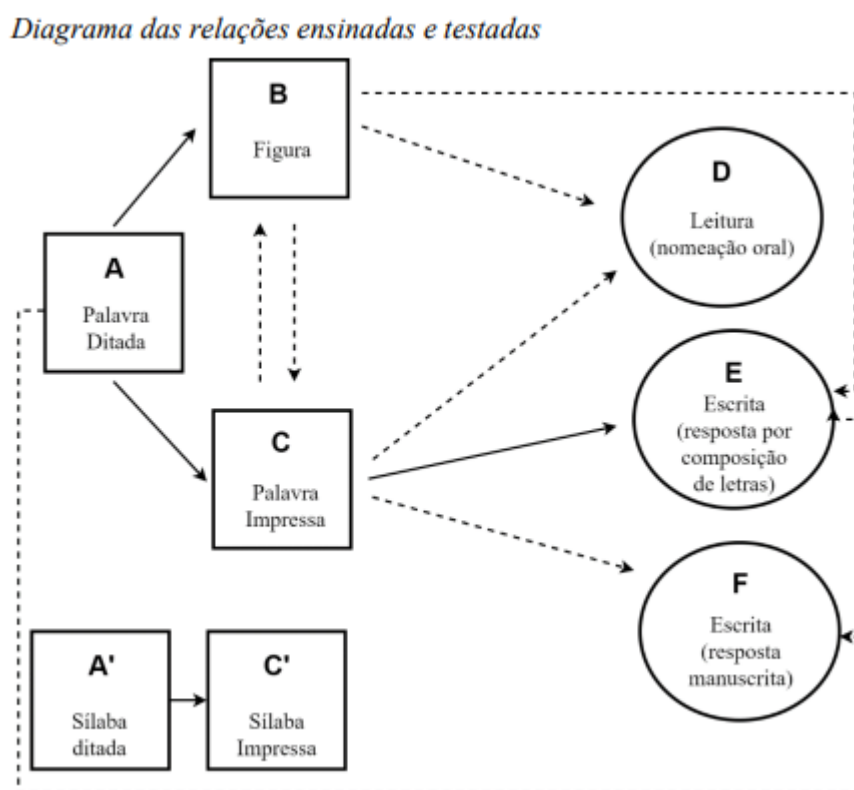 Diagrama das relações ensinadas e testadas
B
Figura
D
Leitura
(nomeação oral)
A
Palavra
Ditada
E
Escrita
(resposta por
composição
de letras)
C
Palavra
Impressa
F
Escrita
(resposta
manuscrita)
A'
Sílaba
ditada
C'
Sílaba
Impressa